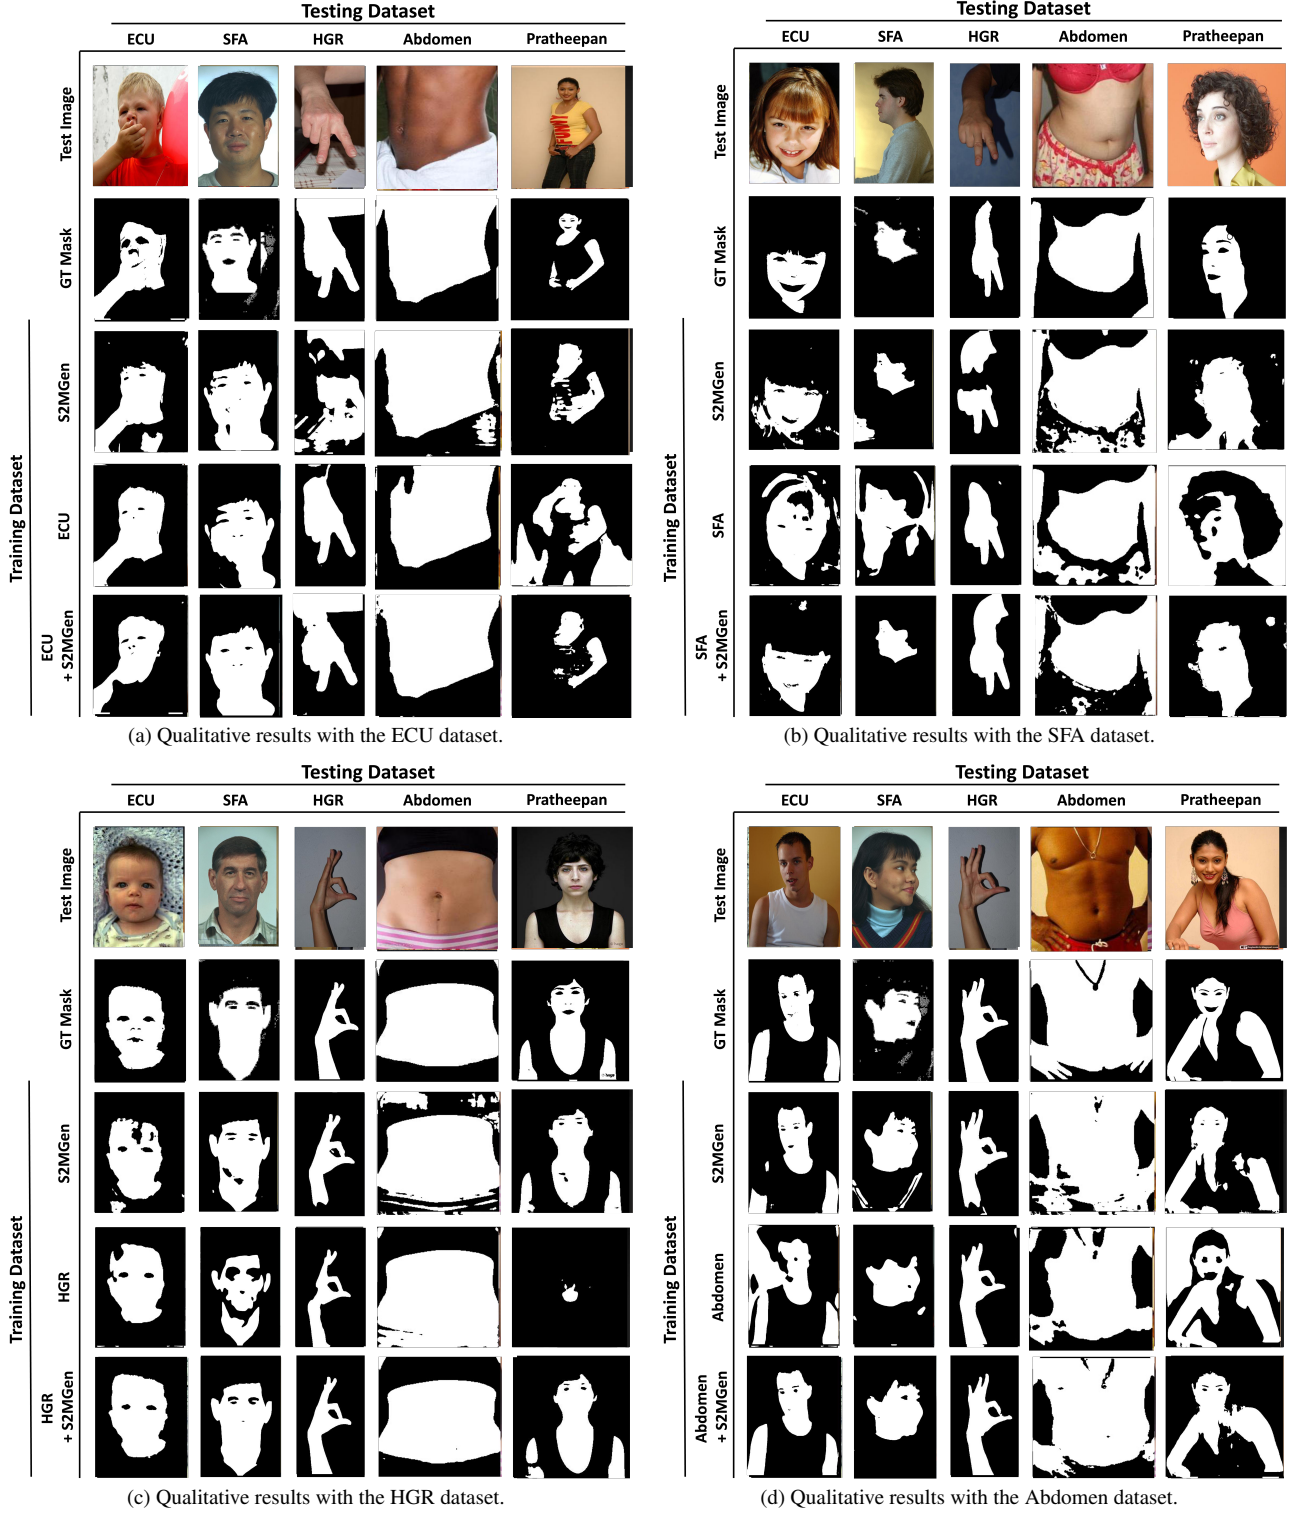 Testing Dataset
ECU SFA HGR Abdomen Pratheepan
Test Image
FUNKY
GT Mask
Training Dataset
S2MGen
ECU
ECU
+ S2MGen
(a) Qualitative results with the ECU dataset.
Testing Dataset
ECU SFA HGR Abdomen Pratheepan
Test Image
GT Mask
Training Dataset
S2MGen
SFA
SFA
+ S2MGen
(b) Qualitative results with the SFA dataset.
Testing Dataset
ECU SFA HGR Abdomen Pratheepan
Test Image
GT Mask
Training Dataset
S2MGen
HGR
HGR
+ S2MGen
(c) Qualitative results with the HGR dataset.
Testing Dataset
ECU SFA HGR Abdomen Pratheepan
Test Image
GT Mask
Training Dataset
S2MGen
Abdomen
Abdomen
+ S2MGen
(d) Qualitative results with the Abdomen dataset.